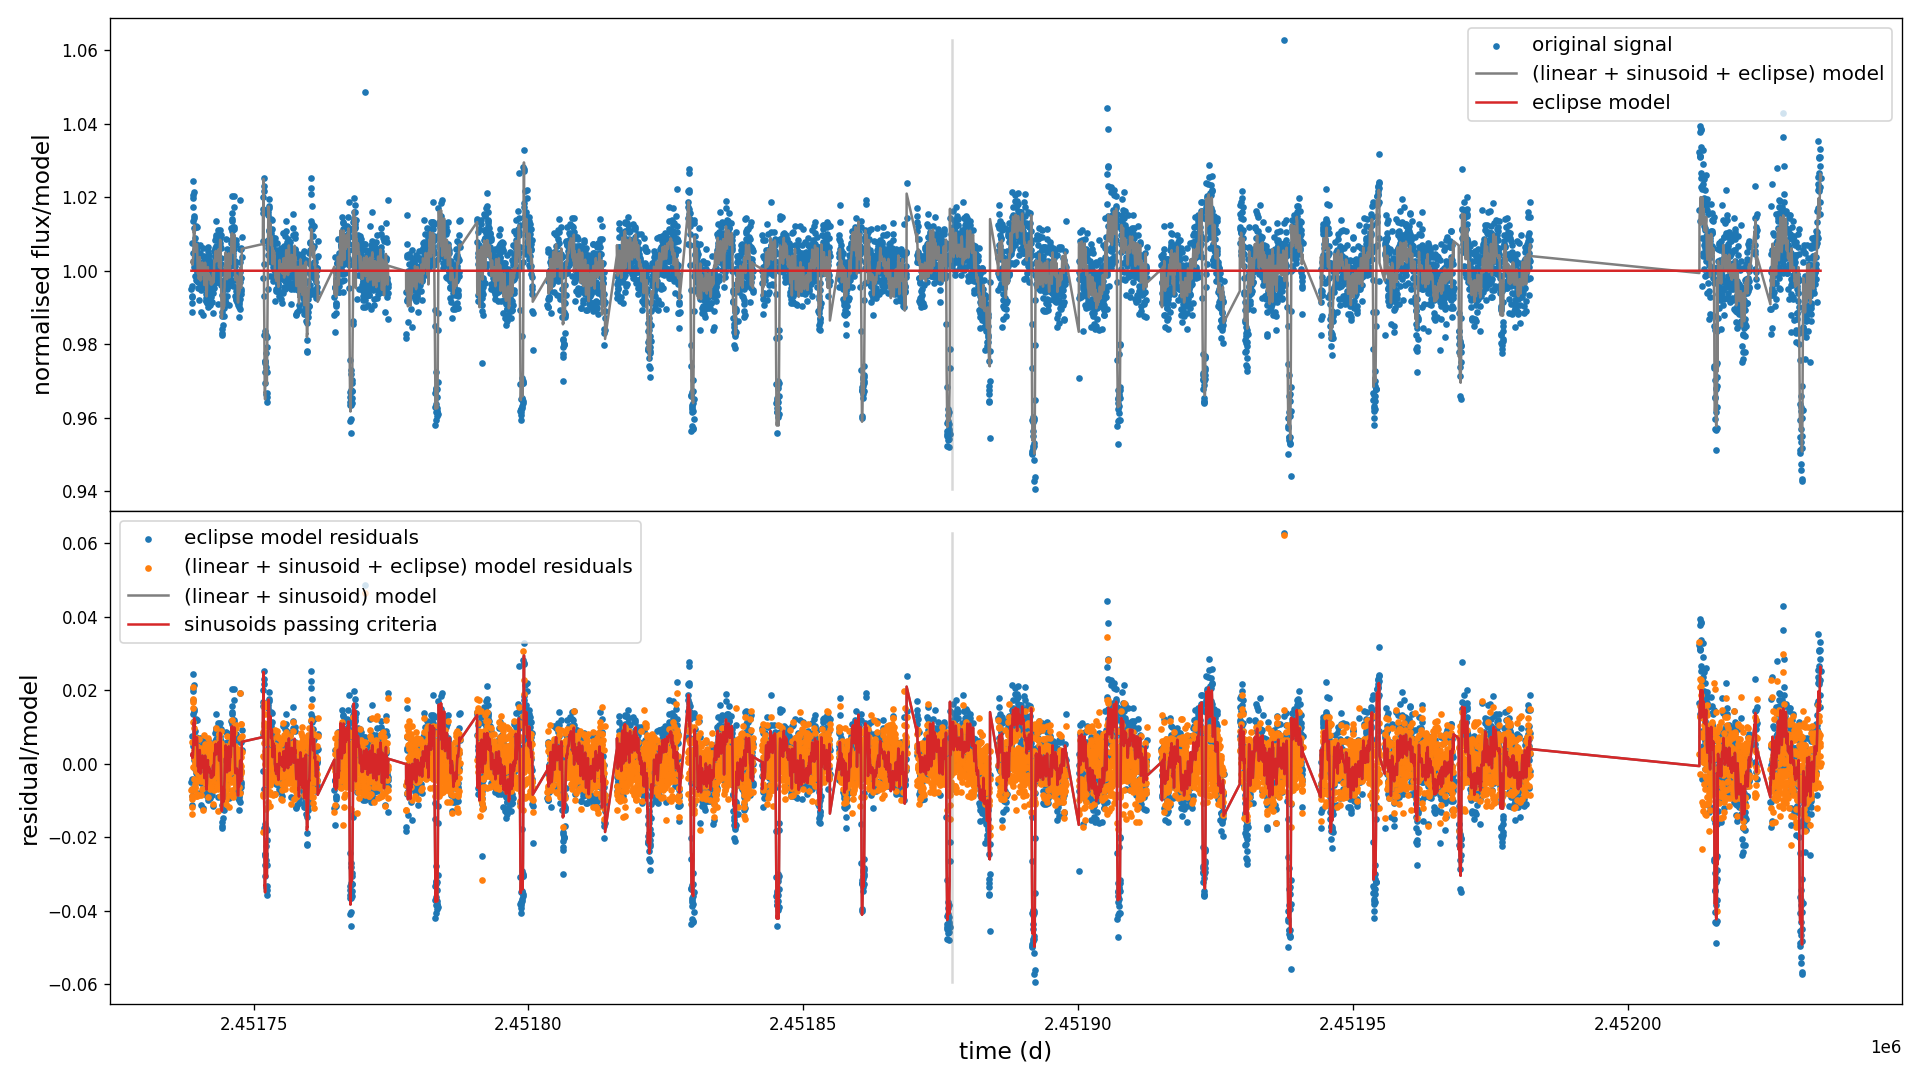 1.06
1.04
1.02
1.00
0.98
0.96
0.94
normalised flux/model
original signal
(linear + sinusoid + eclipse) model
eclipse model
0.06
0.04
0.02
0.00
−0.02
−0.04
−0.06
residual/model
eclipse model residuals
(linear + sinusoid + eclipse) model residuals
(linear + sinusoid) model
sinusoids passing criteria
2.45175
2.45180
2.45185
2.45190
2.45195
2.45200
1e6
time (d)